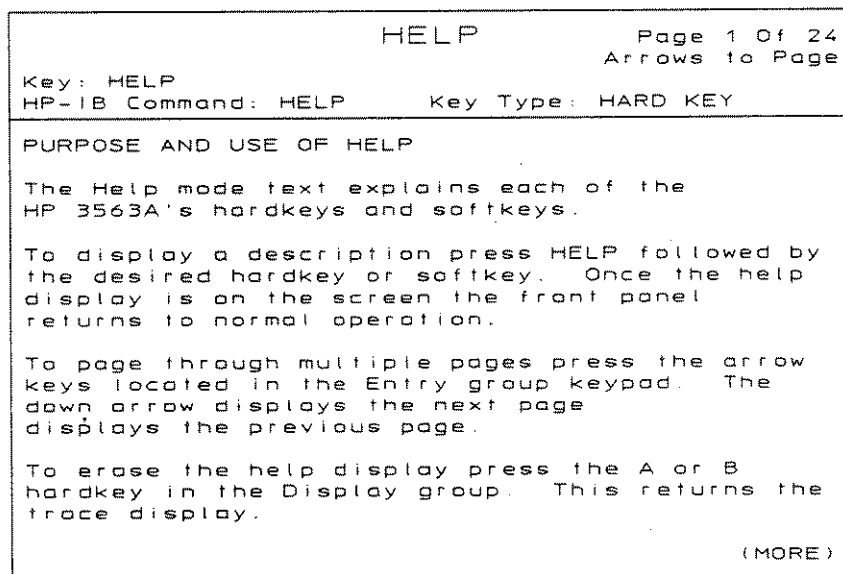 HELP Page 1 Of 24
Arrows to Page
Key: HELP
HP-IB Command: HELP Key Type: HARD KEY
PURPOSE AND USE OF HELP
The Help mode text explains each of the
HP 3563A's hardkeys and softkeys.
To display a description press HELP followed by
the desired hardkey or softkey. Once the help
display is on the screen the front panel
returns to normal operation.
To page through multiple pages press the arrow
keys located in the Entry group keypad. The
down arrow displays the next page
displays the previous page.
To erase the help display press the A or B
hardkey in the Display group. This returns the
trace display.
(MORE)